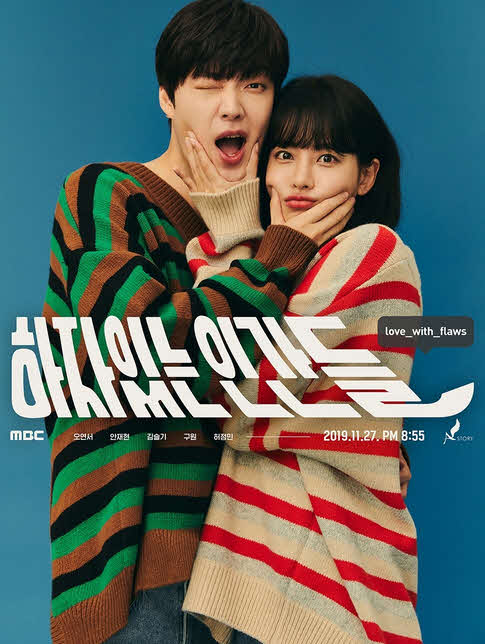 하자있는 인간들
love_with_flaws
MBC 오연서 안재현 김슬기 구원 허정민 2019.11.27. PM 8:55
STORY